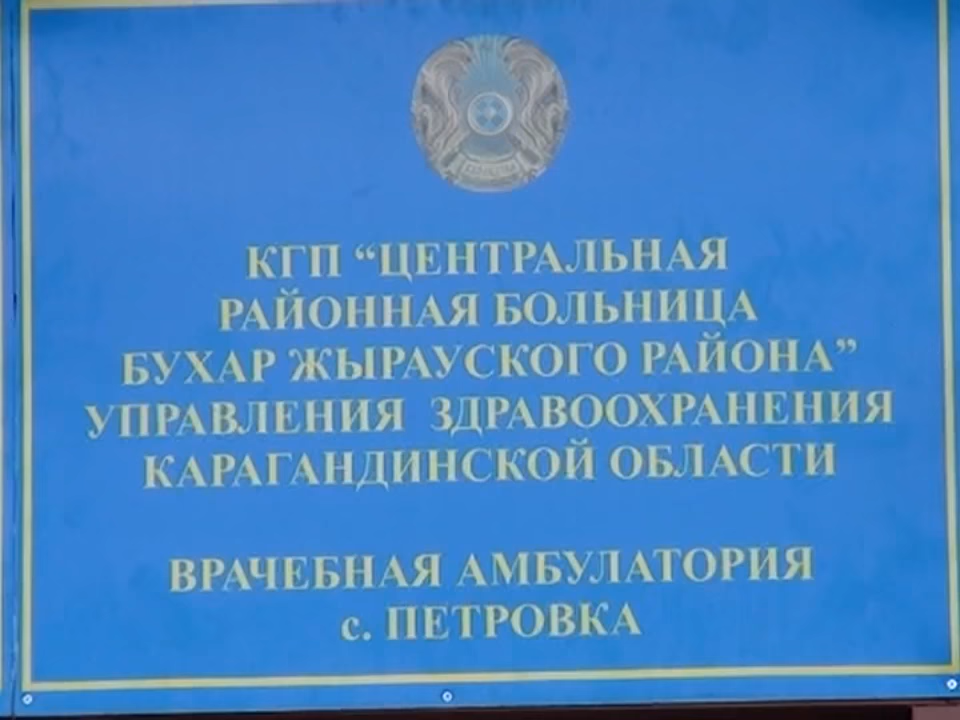 КГП “ЦЕНТРАЛЬНАЯ
РАЙОННАЯ БОЛЬНИЦА
БУХАР ЖЫРАУСКОГО РАЙОНА”
УПРАВЛЕНИЯ ЗДРАВООХРАНЕНИЯ
КАРАГАНДИНСКОЙ ОБЛАСТИ
ВРАЧЕБНАЯ АМБУЛАТОРИЯ
с. ПЕТРОВКА